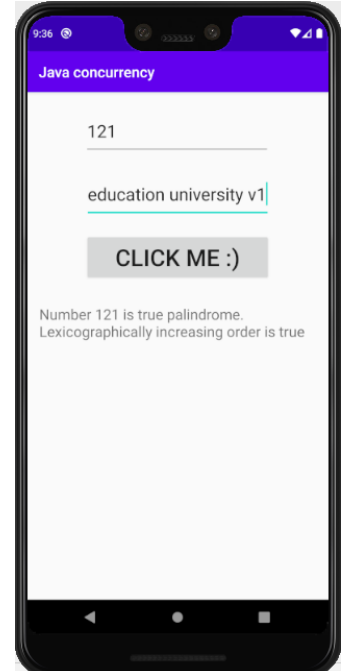 9:36
Java concurrency
121
education university v1
CLICK ME :)
Number 121 is true palindrome.
Lexicographically increasing order is true